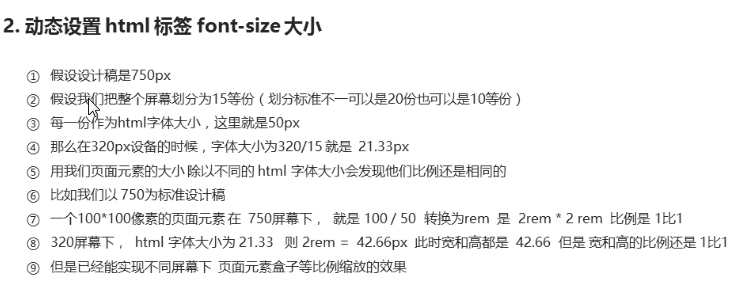 2. 动态设置 html 标签 font-size 大小
① 假设设计稿是750px
② 假设我们把整个屏幕划分为15等份（划分标准不一可以是20份也可以是10等份）
③ 每一份作为html字体大小，这里就是50px
④ 那么在320px设备的时候，字体大小为320/15 就是 21.33px
⑤ 用我们页面元素的大小 除以不同的 html 字体大小会发现他们比例还是相同的
⑥ 比如我们以 750为标准设计稿
⑦ 一个100*100像素的页面元素 在 750屏幕下， 就是 100 / 50 转换为rem 是 2rem * 2 rem 比例是 1比1
⑧ 320屏幕下， html 字体大小为 21.33 则 2rem = 42.66px 此时宽和高都是 42.66 但是 宽和高的比例还是 1比1
⑨ 但是已经能实现不同屏幕下 页面元素盒子等比例缩放的效果